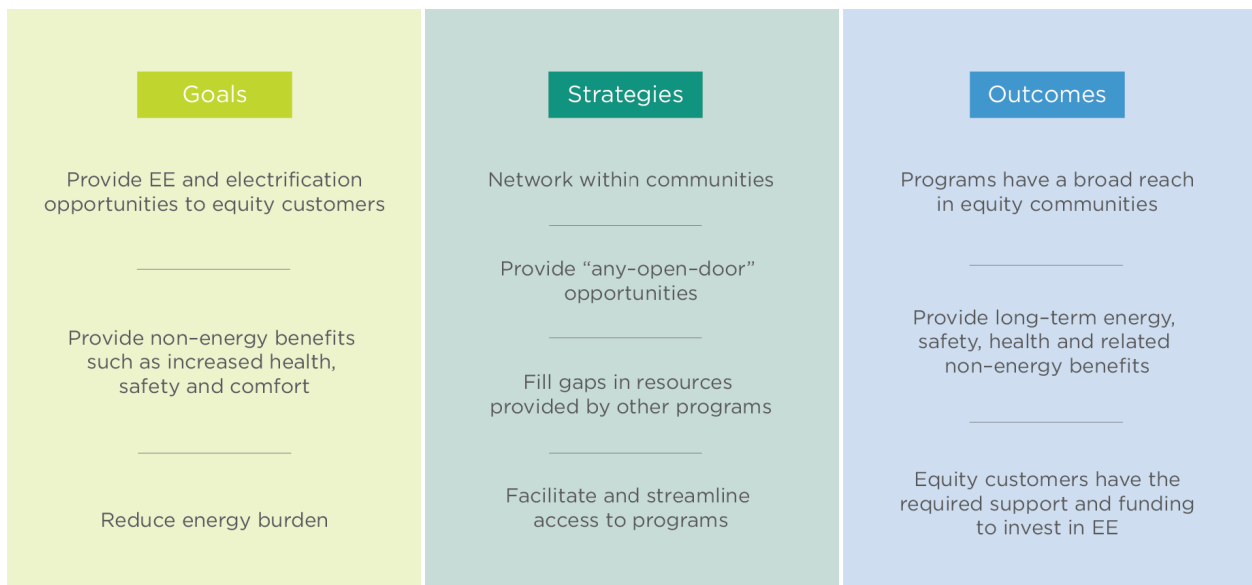 Goals
Provide EE and electrification
opportunities to equity customers
Provide non–energy benefits
such as increased health,
safety and comfort
Reduce energy burden
Strategies
Network within communities
Provide “any–open–door”
opportunities
Fill gaps in resources
provided by other programs
Facilitate and streamline
access to programs
Outcomes
Programs have a broad reach
in equity communities
Provide long–term energy,
safety, health and related
non–energy benefits
Equity customers have the
required support and funding
to invest in EE